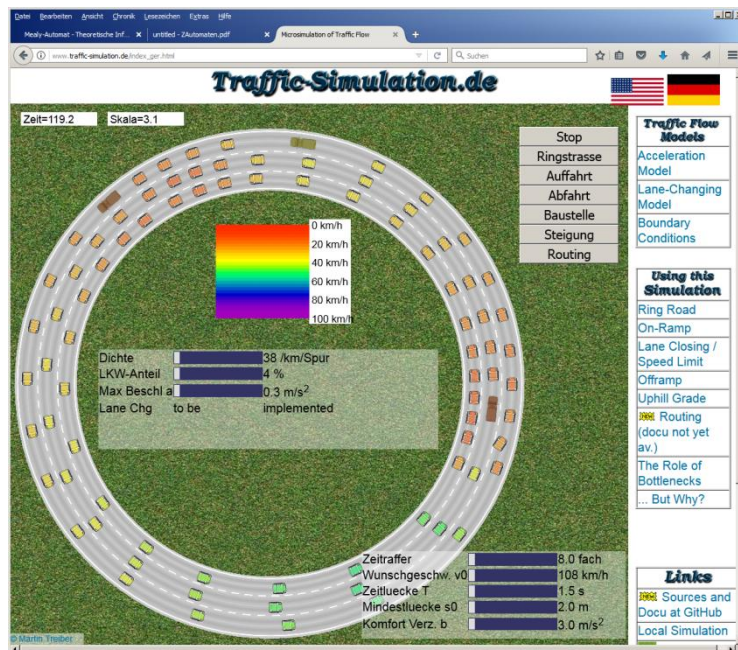 Datei Bearbeiten Ansicht Chronik Lesezeichen Extras Hilfe
Mealy-Automat - Theoretische Inf... × untitled - ZAutomaten.pdf × Microsimulation of Traffic Flow × +
www.traffic-simulation.de/index_ger.html
Suchen
Traffic-Simulation.de
Zeit=119.2 Skala=3.1
Stop
Ringstrasse
Auffahrt
Abfahrt
Baustelle
Steigung
Routing
0 km/h
20 km/h
40 km/h
60 km/h
80 km/h
100 km/h
Dichte 38 /km/Spur
LKW-Anteil 4 %
Max Beschl a 0.3 m/s²
Lane Chg to be implemented
Zeitraffer 8.0 fach
Wunschgeschw. v0 108 km/h
Zeitluecke T 1.5 s
Mindestluecke s0 2.0 m
Komfort Verz. b 3.0 m/s²
© Martin Treiber
Traffic Flow
Models
Acceleration
Model
Lane-Changing
Model
Boundary
Conditions
Using this
Simulation
Ring Road
On-Ramp
Lane Closing /
Speed Limit
Offramp
Uphill Grade
NEW Routing
(docu not yet
av.)
The Role of
Bottlenecks
... But Why?
Links
NEW Sources and
Docu at GitHub
Local Simulation